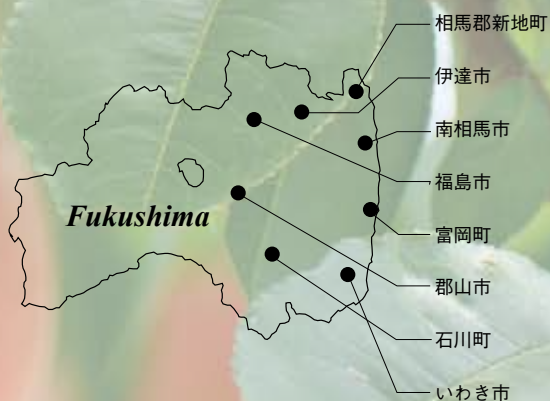 相馬郡新地町
伊達市
南相馬市
福島市
富岡町
Fukushima
郡山市
石川町
いわき市